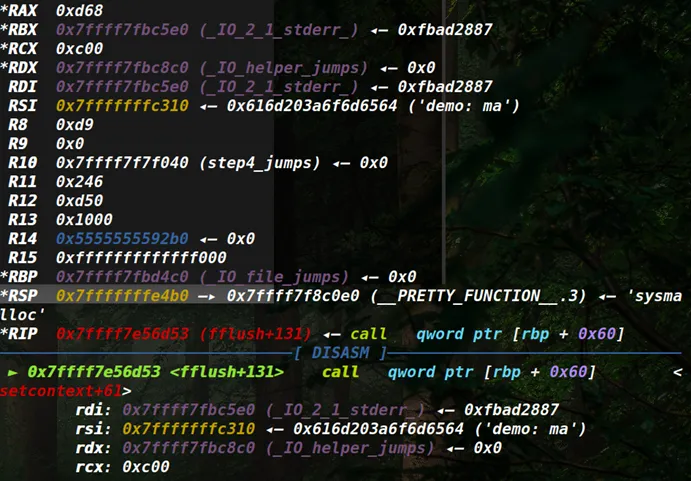 *RAX 0xd68
*RBX 0x7ffff7fbc5e0 (_IO_2_1_stderr_) ◂— 0xfbad2887
*RCX 0xc00
*RDX 0x7ffff7fbc8c0 (_IO_helper_jumps) ◂— 0x0
RDI 0x7ffff7fbc5e0 (_IO_2_1_stderr_) ◂— 0xfbad2887
RSI 0x7fffffffc310 ◂— 0x616d203a6f6d6564 ('demo: ma')
R8 0xd9
R9 0x0
R10 0x7ffff7f7f040 (step4_jumps) ◂— 0x0
R11 0x246
R12 0xd50
R13 0x1000
R14 0x5555555592b0 ◂— 0x0
R15 0xfffffffffffff000
*RBP 0x7ffff7fbd4c0 (_IO_file_jumps) ◂— 0x0
*RSP 0x7fffffffe4b0 —▸ 0x7ffff7f8c0e0 (__PRETTY_FUNCTION__.3) ◂— 'sysma
lloc'
*RIP 0x7ffff7e56d53 (fflush+131) ◂— call qword ptr [rbp + 0x60]
[ DISASM ]
► 0x7ffff7e56d53 <fflush+131> call qword ptr [rbp + 0x60] <
setcontext+61>
rdi: 0x7ffff7fbc5e0 (_IO_2_1_stderr_) ◂— 0xfbad2887
rsi: 0x7fffffffc310 ◂— 0x616d203a6f6d6564 ('demo: ma')
rdx: 0x7ffff7fbc8c0 (_IO_helper_jumps) ◂— 0x0
rcx: 0xc00